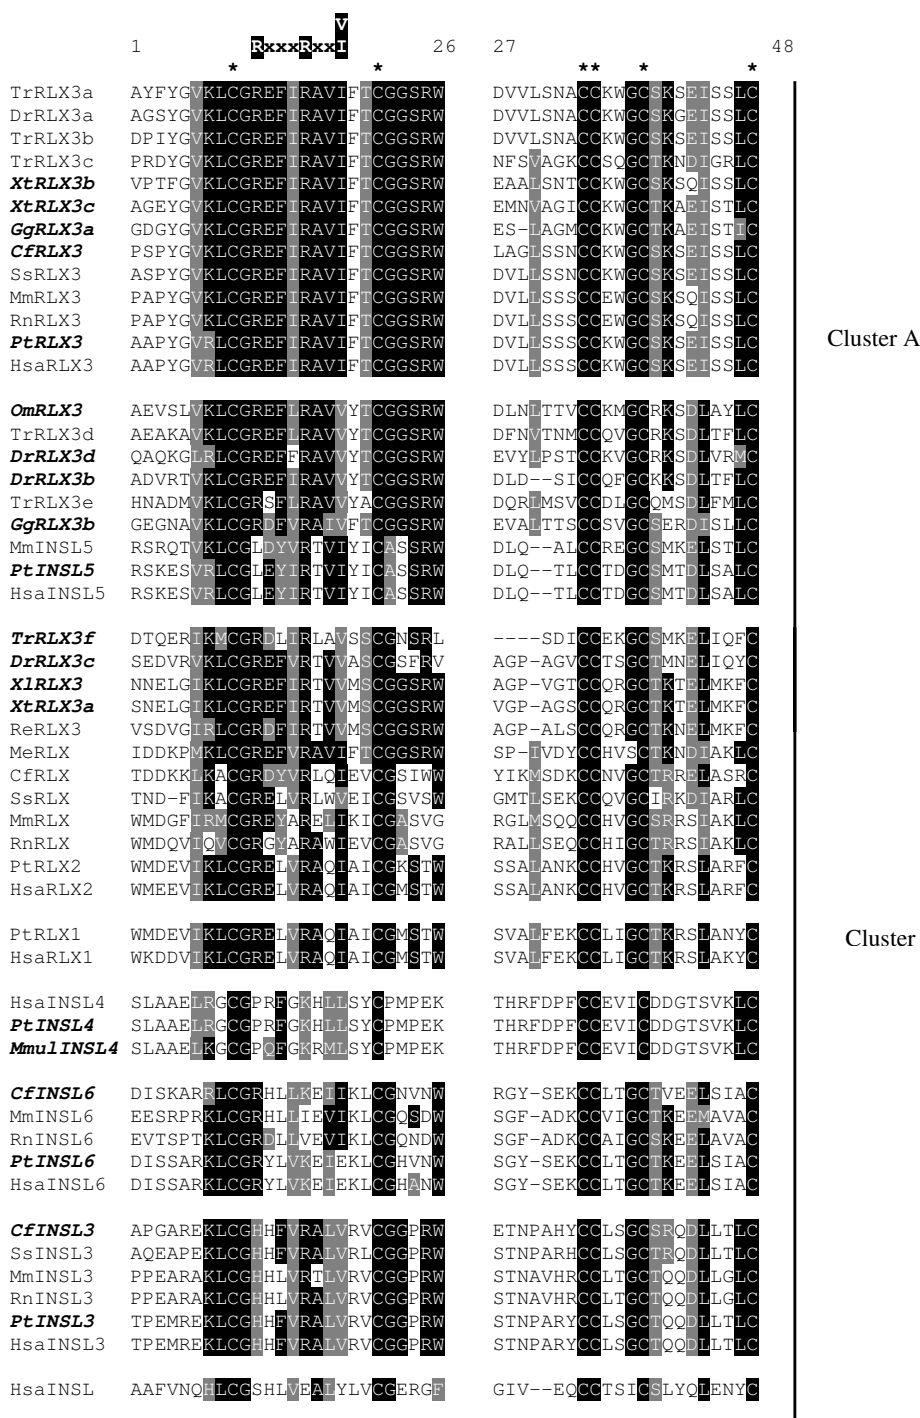 V
1 RxxxRxxI 26 27 48
* * ** * *
TrRLX3a AYFYGVKLCGREFIRAVIFTCGGSRW DVVLSNACCKWGCSKSEISSLC
DrRLX3a AGSYGVKLCGREFIRAVIFTCGGSRW DVVLSNACCKWGCSKGEISSLC
TrRLX3b DPIYGVKLCGREFIRAVIFTCGGSRW DVVLSNACCKWGCSKSEISSLC
TrRLX3c PRDYGVKLCGREFIRAVIFTCGGSRW NFSVAGKCCSQGCTKNDIGRLC
XtRLX3b VPTFGVKLCGREFIRAVIFTCGGSRW EAALSNTCCKWGCSKSQISSLC
XtRLX3c AGEYGVKLCGREFIRAVIFTCGGSRW EMNVAGICCKWGCTKAEISTLC
GgRLX3a GDGYGVKLCGREFIRAVIFTCGGSRW ES-LAGMCCKWGCTKAEISTIC
CfRLX3 PSPYGVKLCGREFIRAVIFTCGGSRW LAGLSSNCCKWGCSKSEISSLC
SsRLX3 ASPYGVKLCGREFIRAVIFTCGGSRW DVLLSSNCCKWGCSKSEISSLC
MmRLX3 PAPYGVKLCGREFIRAVIFTCGGSRW DVLLSSSCCEWGCSKSQISSLC
RnRLX3 PAPYGVKLCGREFIRAVIFTCGGSRW DVLLSSSCCEWGCSKSQISSLC
PtRLX3 AAPYGVRLCGREFIRAVIFTCGGSRW DVLLSSSCCKWGCSKSEISSLC
HsaRLX3 AAPYGVRLCGREFIRAVIFTCGGSRW DVLLSSSCCKWGCSKSEISSLC
Cluster A
OmRLX3 AEVSLVKLCGREFLRAVVYTCGGSRW DLNLTTVCCKMGCRKSDLAYLC
TrRLX3d AEAKAVKLCGREFLRAVVYTCGGSRW DFNVTNMCCQVGCRKSDLTFLC
DrRLX3d QAQKGLRLCGREFFRAVVYTCGGSRW EVYLPSTCCKVGCRKSDLVRMC
DrRLX3b ADVRTVKLCGREFIRAVVYTCGGSRW DLD--SICCQFGCKKSDLTFLC
TrRLX3e HNADMVKLCGRSFLRAVVYACGGSRW DQRLMSVCCDLGCQMSDLFMLC
GgRLX3b GEGNAVKLCGRDFVRAIVFTCGGSRW EVALTTSCCSVGCSERDISLLC
MmINSL5 RSRQTVKLCGLDYVRTVIYICASSRW DLQ--ALCCREGCSMKELSTLC
PtINSL5 RSKESVRLCGLEYIRTVIYICASSRW DLQ--TLCCTDGCSMTDLSALC
HsaINSL5 RSKESVRLCGLEYIRTVIYICASSRW DLQ--TLCCTDGCSMTDLSALC
TrRLX3f DTQERIKMCGRDLIRLAVSSCGNSRL ----SDICCEKGCSMKELIQFC
DrRLX3c SEDVRVKLCGREFVRTVVASCGSFRV AGP-AGVCCTSGCTMNELIQYC
XlRLX3 NNELGIKLCGREFIRTVVMSCGGSRW AGP-VGTCCQRGCTKTELMKFC
XtRLX3a SNELGIKLCGREFIRTVVMSCGGSRW VGP-AGSCCQRGCTKTELMKFC
ReRLX3 VSDVGIRLCGRDFIRTVVMSCGGSRW AGP-ALSCCQRGCTKNELMKFC
MeRLX IDDKPMKLCGREFVRAVIFTCGGSRW SP-IVDYCCHVSCTKNDIAKLC
CfRLX TDDKKLKACGRDYVRLQIEVCGSIWW YIKMSDKCCNVGCTRRELASRC
SsRLX TND-FIKACGRELVRLWVEICGSVSW GMTLSEKCCQVGCIRKDIARLC
MmRLX WMDGFIRMCGREYARELIKICGASVG RGLMSQQCCHVGCSRRSIAKLC
RnRLX WMDQVIQVCGRGYARAWIEVCGASVG RALLSEQCCHIGCTRRSIAKLC
PtRLX2 WMDEVIKLCGRELVRAQIAICGKSTW SSALANKCCHVGCTKRSLARFC
HsaRLX2 WMEEVIKLCGRELVRAQIAICGMSTW SSALANKCCHVGCTKRSLARFC
PtRLX1 WMDEVIKLCGRELVRAQIAICGMSTW SVALFEKCCLIGCTKRSLANYC
HsaRLX1 WKDDVIKLCGRELVRAQIAICGMSTW SVALFEKCCLIGCTKRSLAKYC
Cluster
HsaINSL4 SLAAELRGCGPRFGKHLLSYCPMPEK THRFDPFCCEVICDDGTSVKLC
PtINSL4 SLAAELRGCGPRFGKHLLSYCPMPEK THRFDPFCCEVICDDGTSVKLC
MmulINSL4 SLAAELKGCGPQFGKRMLSYCPMPEK THRFDPFCCEVICDDGTSVKLC
CfINSL6 DISKARRLCGRHLLKEIIKLCGNVNW RGY-SEKCCLTGCTVEELSIAC
MmINSL6 EESRPRKLCGRHLLIEVIKLCGQSDW SGF-ADKCCVIGCTKEEMAVAC
RnINSL6 EVTSPTKLCGRDLLVEVIKLCGQNDW SGF-ADKCCAIGCSKEELAVAC
PtINSL6 DISSARKLCGRYLVKEIEKLCGHVNW SGY-SEKCCLTGCTKEELSIAC
HsaINSL6 DISSARKLCGRYLVKEIEKLCGHANW SGY-SEKCCLTGCTKEELSIAC
CfINSL3 APGAREKLCGHHFVRALVRVCGGPRW ETNPAHYCCLSGCSRQDLLTLC
SsINSL3 AQEAPEKLCGHHFVRALVRLCGGPRW STNPARHCCLSGCTRQDLLTLC
MmINSL3 PPEARAKLCGHHLVRTLVRVCGGPRW STNAVHRCCLTGCTQQDLLGLC
RnINSL3 PPEARAKLCGHHLVRALVRVCGGPRW STNAVHRCCLTGCTQQDLLGLC
PtINSL3 TPEMREKLCGHHFVRALVRVCGGPRW STNPARYCCLSGCTQQDLLTLC
HsaINSL3 TPEMREKLCGHHFVRALVRVCGGPRW STNPARYCCLSGCTQQDLLTLC
HsaINSL AAFVNQHLCGSHLVEALYLVCGERGF GIV--EQCCTSICSLYQLENYC